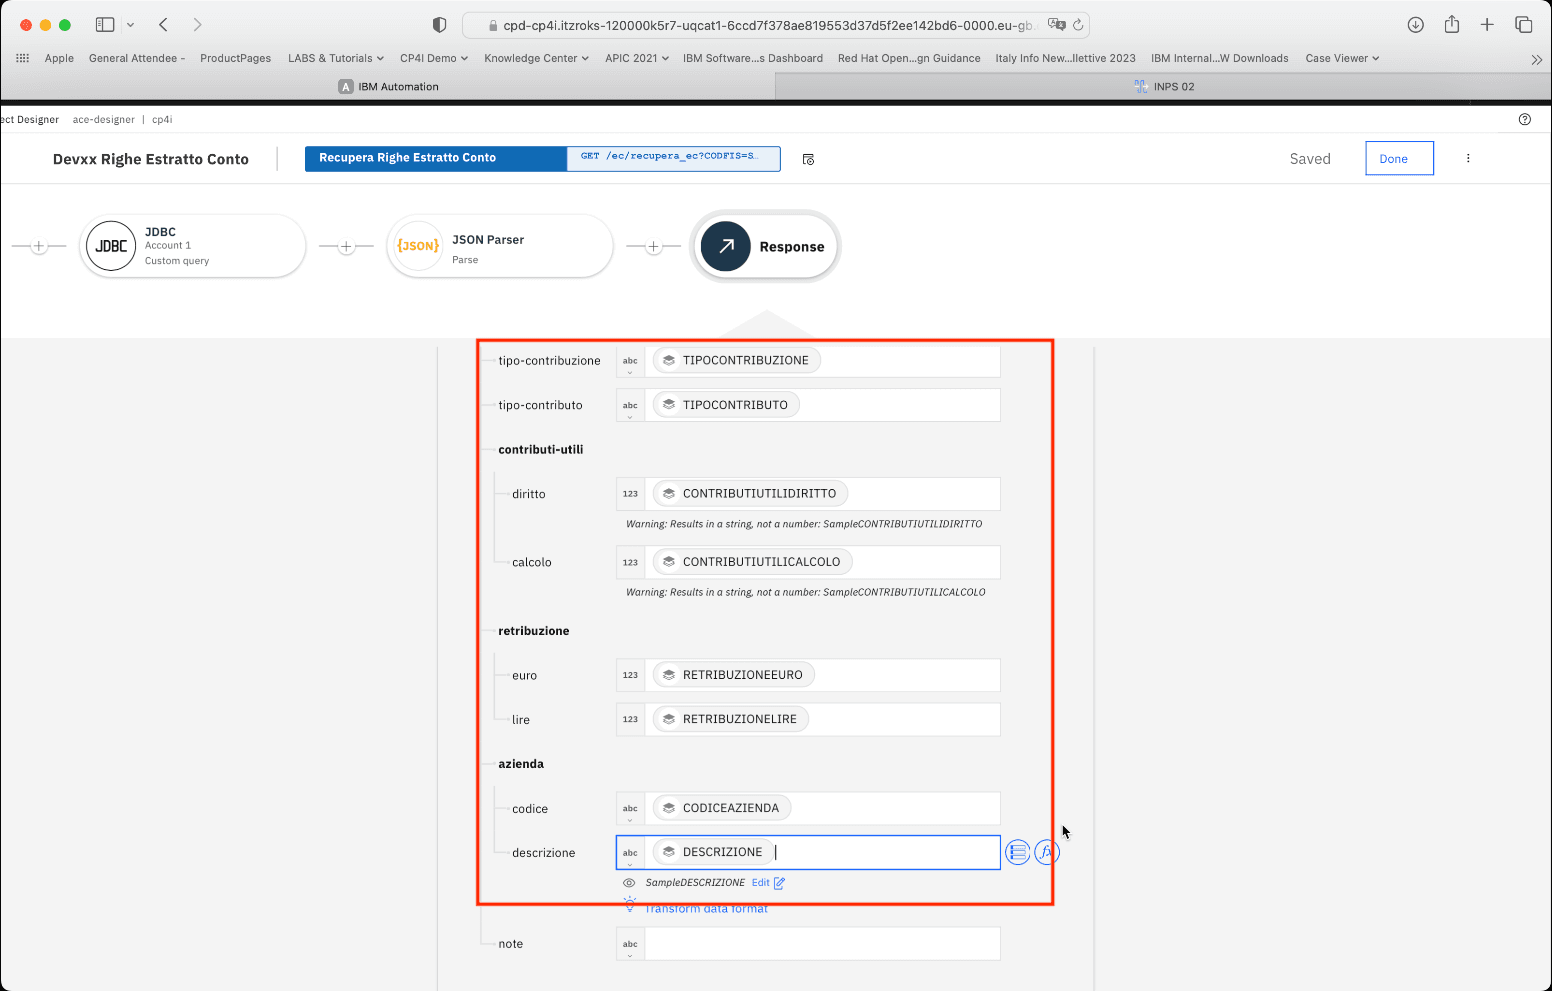 cpd-cp4i.itzroks-120000k5r7-uqcat1-6ccd7f378ae819553d37d5f2ee142bd6-0000.eu-gb.
Apple General Attendee - ProductPages LABS & Tutorials CP4I Demo Knowledge Center APIC 2021 IBM Software...s Dashboard Red Hat Open...gn Guidance Italy Info New...llettive 2023 IBM Internal...W Downloads Case Viewer
A IBM Automation
INPS 02
ect Designer ace-designer | cp4i
Devxx Righe Estratto Conto
Recupera Righe Estratto Conto
GET /ec/recupera_ec?CODFIS=S…
Saved
Done
JDBC
JDBC
Account 1
Custom query
{JSON}
JSON Parser
Parse
Response
tipo-contribuzione abc TIPOCONTRIBUZIONE
tipo-contributo abc TIPOCONTRIBUTO
contributi-utili
diritto 123 CONTRIBUTIUTILIDIRITTO
Warning: Results in a string, not a number: SampleCONTRIBUTIUTILIDIRITTO
calcolo 123 CONTRIBUTIUTILICALCOLO
Warning: Results in a string, not a number: SampleCONTRIBUTIUTILICALCOLO
retribuzione
euro 123 RETRIBUZIONEEURO
lire 123 RETRIBUZIONELIRE
azienda
codice abc CODICEAZIENDA
descrizione abc DESCRIZIONE fx
SampleDESCRIZIONE Edit
Transform data format
note abc